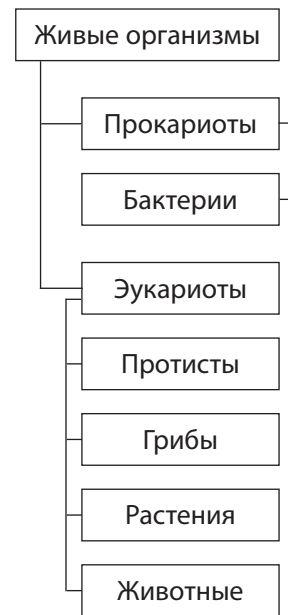 Живые организмы
Прокариоты
Бактерии
Эукариоты
Протисты
Грибы
Растения
Животные